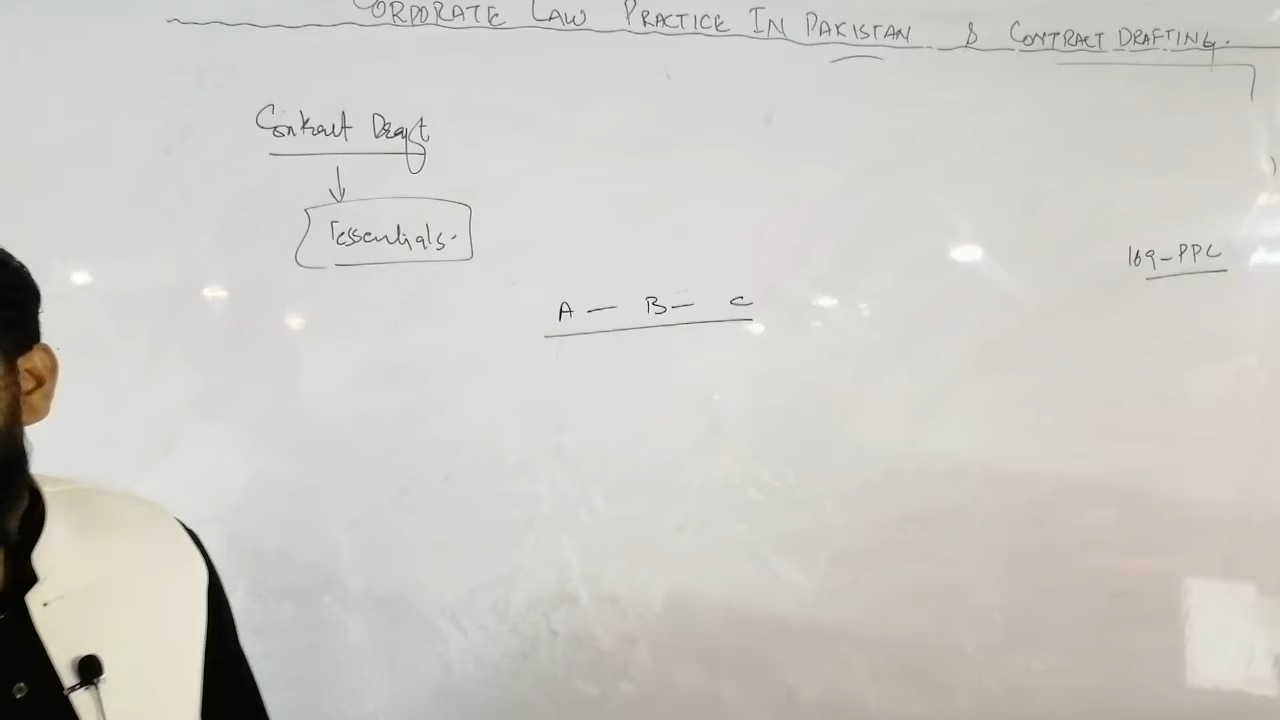 CORPORATE LAW PRACTICE IN PAKISTAN & CONTRACT DRAFTING.
Contract Draft
Essentials.
169-PPC
A — B — C